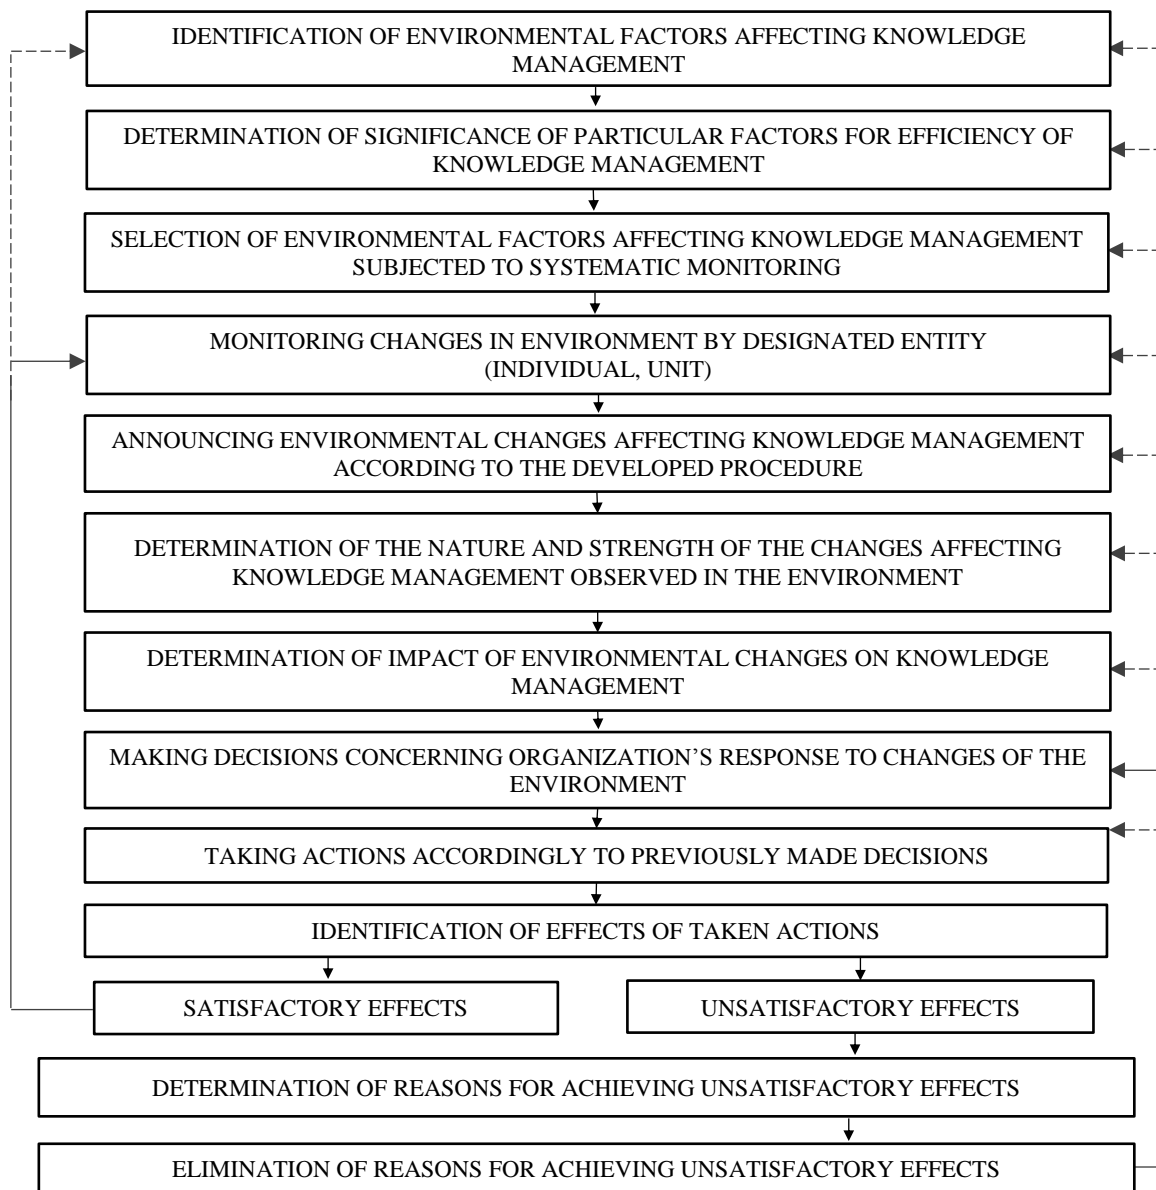 IDENTIFICATION OF ENVIRONMENTAL FACTORS AFFECTING KNOWLEDGE
MANAGEMENT
DETERMINATION OF SIGNIFICANCE OF PARTICULAR FACTORS FOR EFFICIENCY OF
KNOWLEDGE MANAGEMENT
SELECTION OF ENVIRONMENTAL FACTORS AFFECTING KNOWLEDGE MANAGEMENT
SUBJECTED TO SYSTEMATIC MONITORING
MONITORING CHANGES IN ENVIRONMENT BY DESIGNATED ENTITY
(INDIVIDUAL, UNIT)
ANNOUNCING ENVIRONMENTAL CHANGES AFFECTING KNOWLEDGE MANAGEMENT
ACCORDING TO THE DEVELOPED PROCEDURE
DETERMINATION OF THE NATURE AND STRENGTH OF THE CHANGES AFFECTING
KNOWLEDGE MANAGEMENT OBSERVED IN THE ENVIRONMENT
DETERMINATION OF IMPACT OF ENVIRONMENTAL CHANGES ON KNOWLEDGE
MANAGEMENT
MAKING DECISIONS CONCERNING ORGANIZATION’S RESPONSE TO CHANGES OF THE
ENVIRONMENT
TAKING ACTIONS ACCORDINGLY TO PREVIOUSLY MADE DECISIONS
IDENTIFICATION OF EFFECTS OF TAKEN ACTIONS
SATISFACTORY EFFECTS
UNSATISFACTORY EFFECTS
DETERMINATION OF REASONS FOR ACHIEVING UNSATISFACTORY EFFECTS
ELIMINATION OF REASONS FOR ACHIEVING UNSATISFACTORY EFFECTS